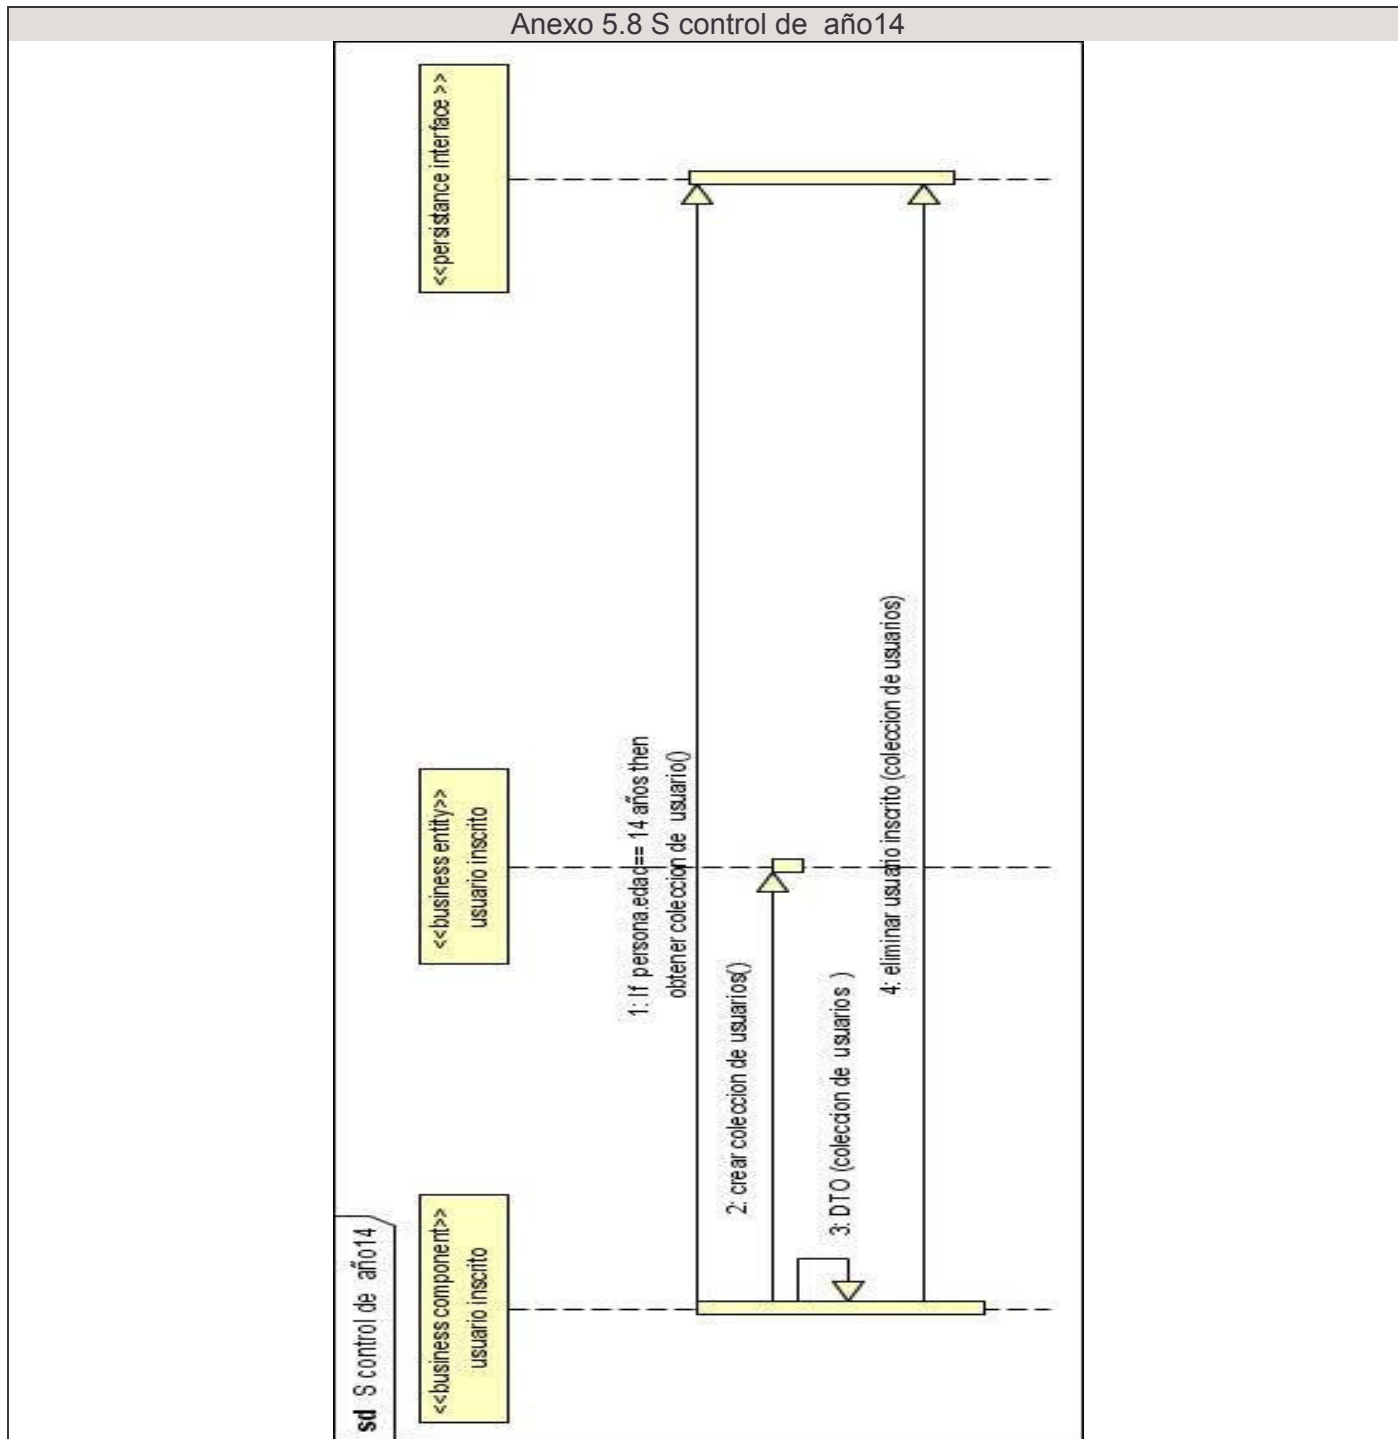 Anexo 5.8 S control de  año14
sd S control de año14
<<business component>>
usuario inscrito
<<business entity>>
usuario inscrito
<<persistance interface >>
1: If persona.edad== 14 años then
obtener coleccion de usuario()
2: crear coleccion de usuarios()
3: DTO (coleccion de usuarios )
4: eliminar usuario inscrito (coleccion de usuarios)